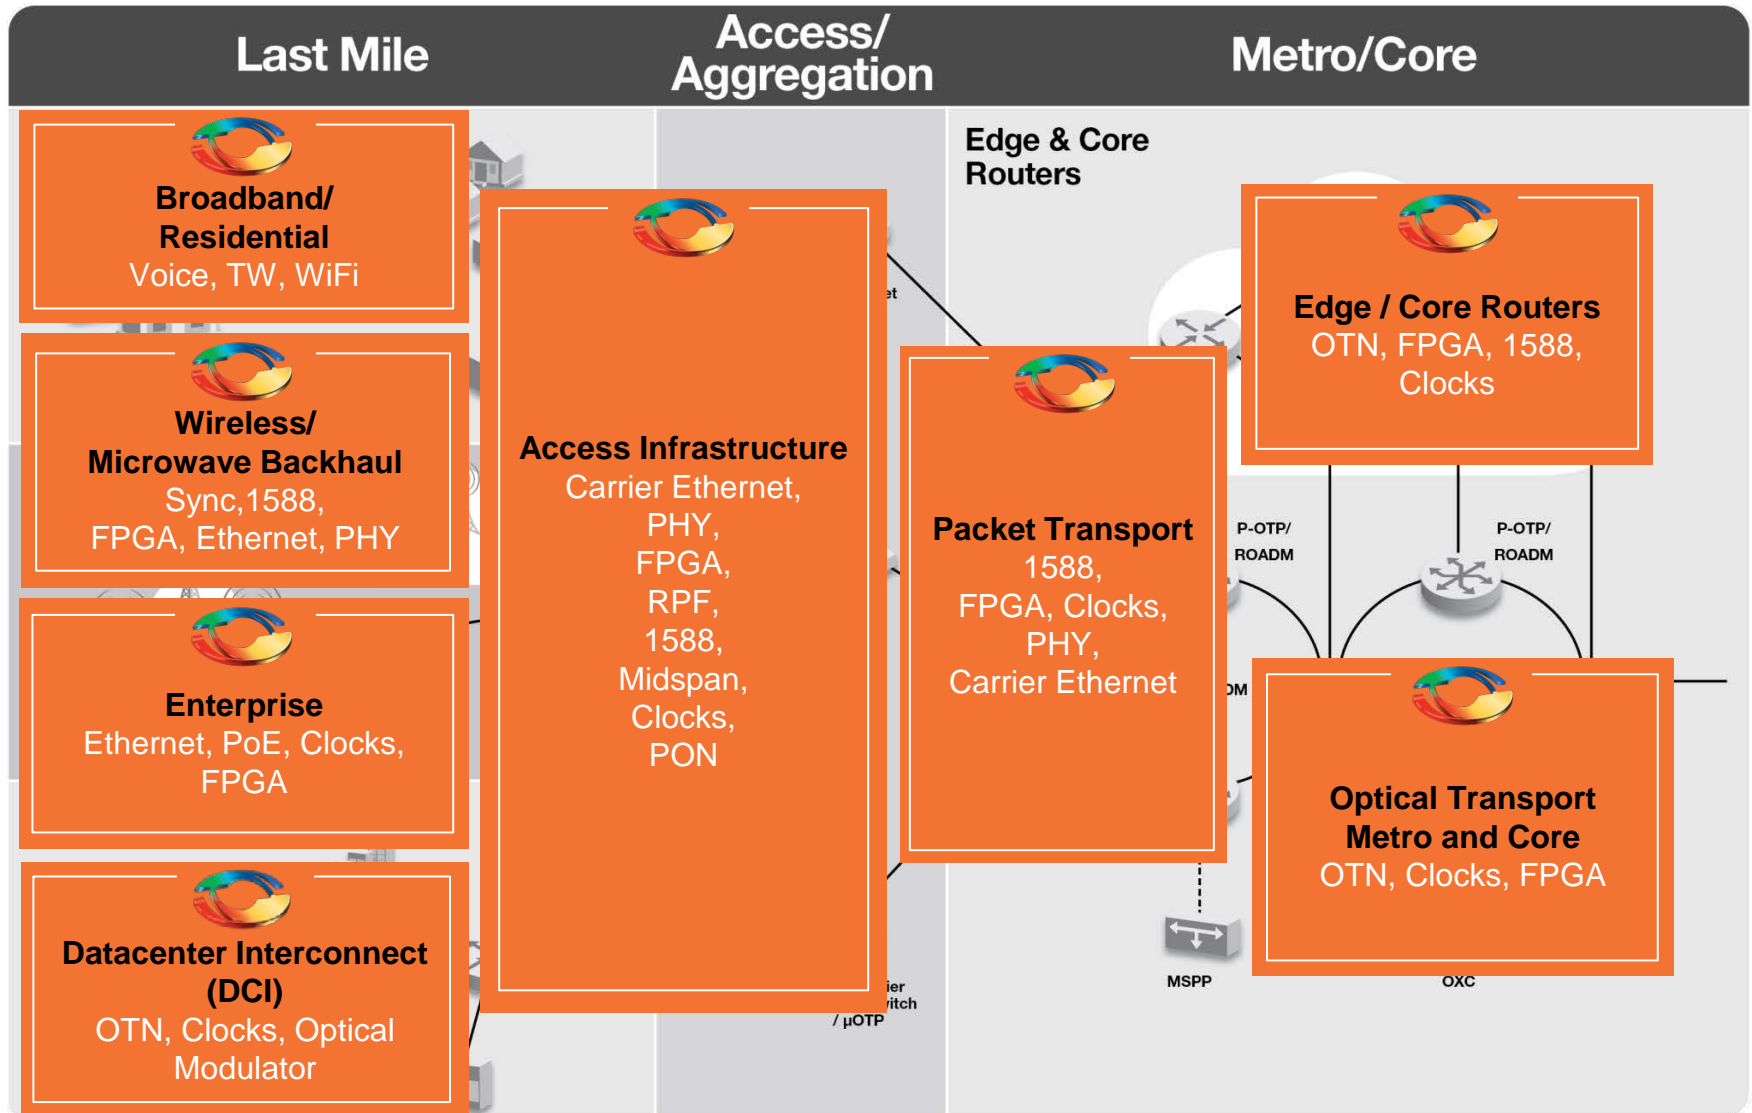 Last Mile
Access/
Aggregation
Metro/Core
Broadband/
Residential
Voice, TW, WiFi
Wireless/
Microwave Backhaul
Sync,1588,
FPGA, Ethernet, PHY
Enterprise
Ethernet, PoE, Clocks,
FPGA
Datacenter Interconnect
(DCI)
OTN, Clocks, Optical
Modulator
Access Infrastructure
Carrier Ethernet,
PHY,
FPGA,
RPF,
1588,
Midspan,
Clocks,
PON
/ µOTP
Packet Transport
1588,
FPGA, Clocks,
PHY,
Carrier Ethernet
Edge & Core
Routers
Edge / Core Routers
OTN, FPGA, 1588,
Clocks
P-OTP/
ROADM
P-OTP/
ROADM
Optical Transport
Metro and Core
OTN, Clocks, FPGA
MSPP
OXC